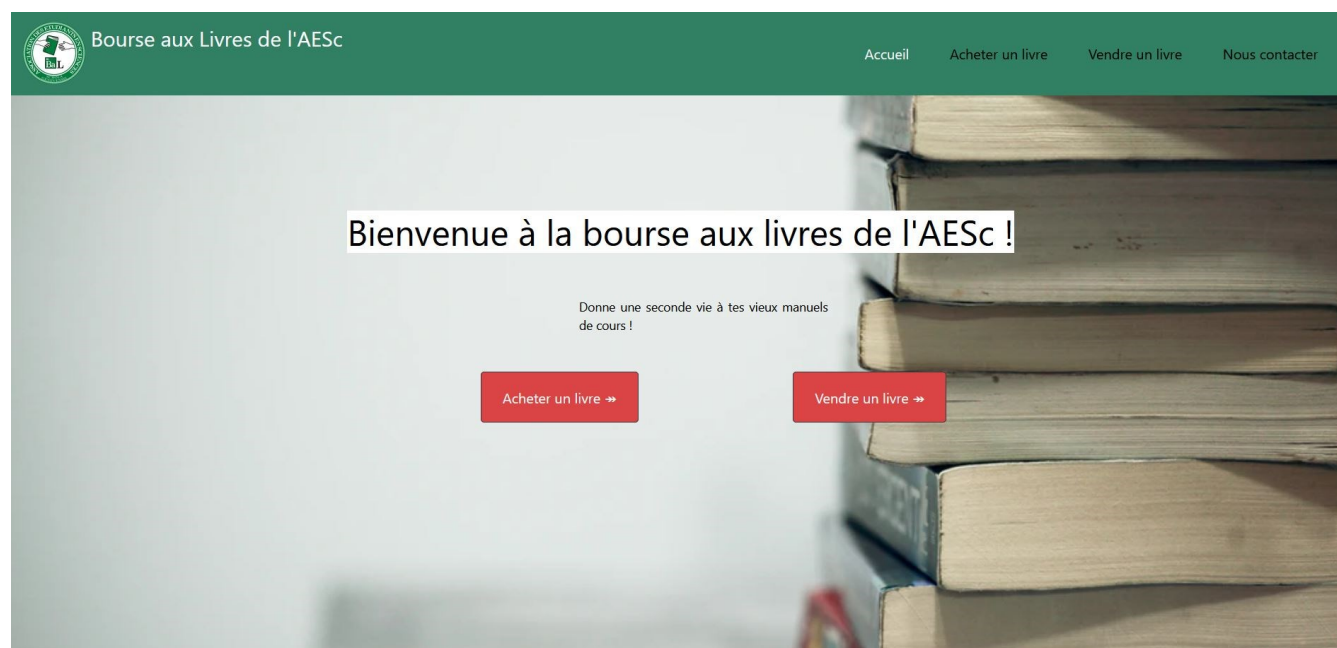 Bourse aux Livres de l'AESc
Accueil
Acheter un livre
Vendre un livre
Nous contacter
Bienvenue à la bourse aux livres de l'AESc !
Donne une seconde vie à tes vieux manuels
de cours !
Acheter un livre ↠
Vendre un livre ↠
BaL